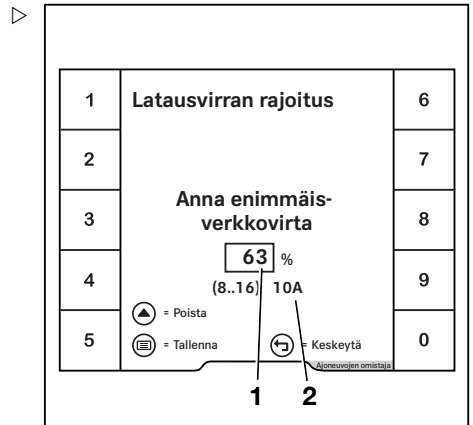 Latausvirran rajoitus
1
2
3
4
5
6
7
8
9
0
Anna enimmäis-
verkkovirta
63 %
(8..16) 10A
= Poista
= Tallenna
= Keskeytä
Ajoneuvojen omistaja
1 2